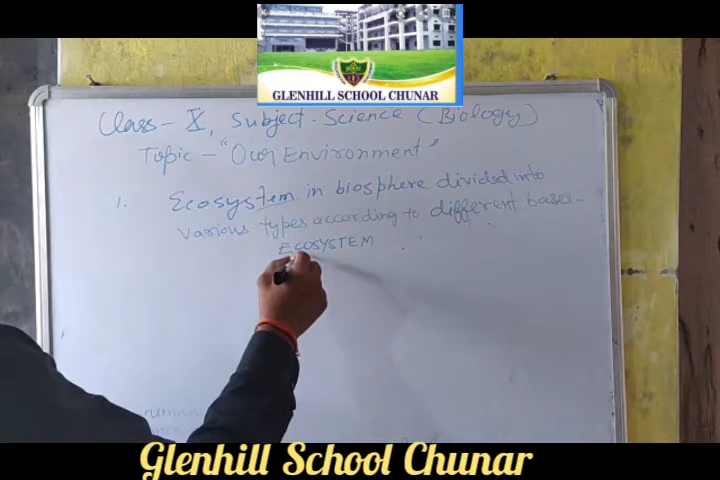 GLENHILL SCHOOL CHUNAR
Class - X, Subject - Science (Biology)
Topic - "Our Environment"
1. Ecosystem in biosphere divided into
various types according to different bases -
ECOSYSTEM
Glenhill School Chunar